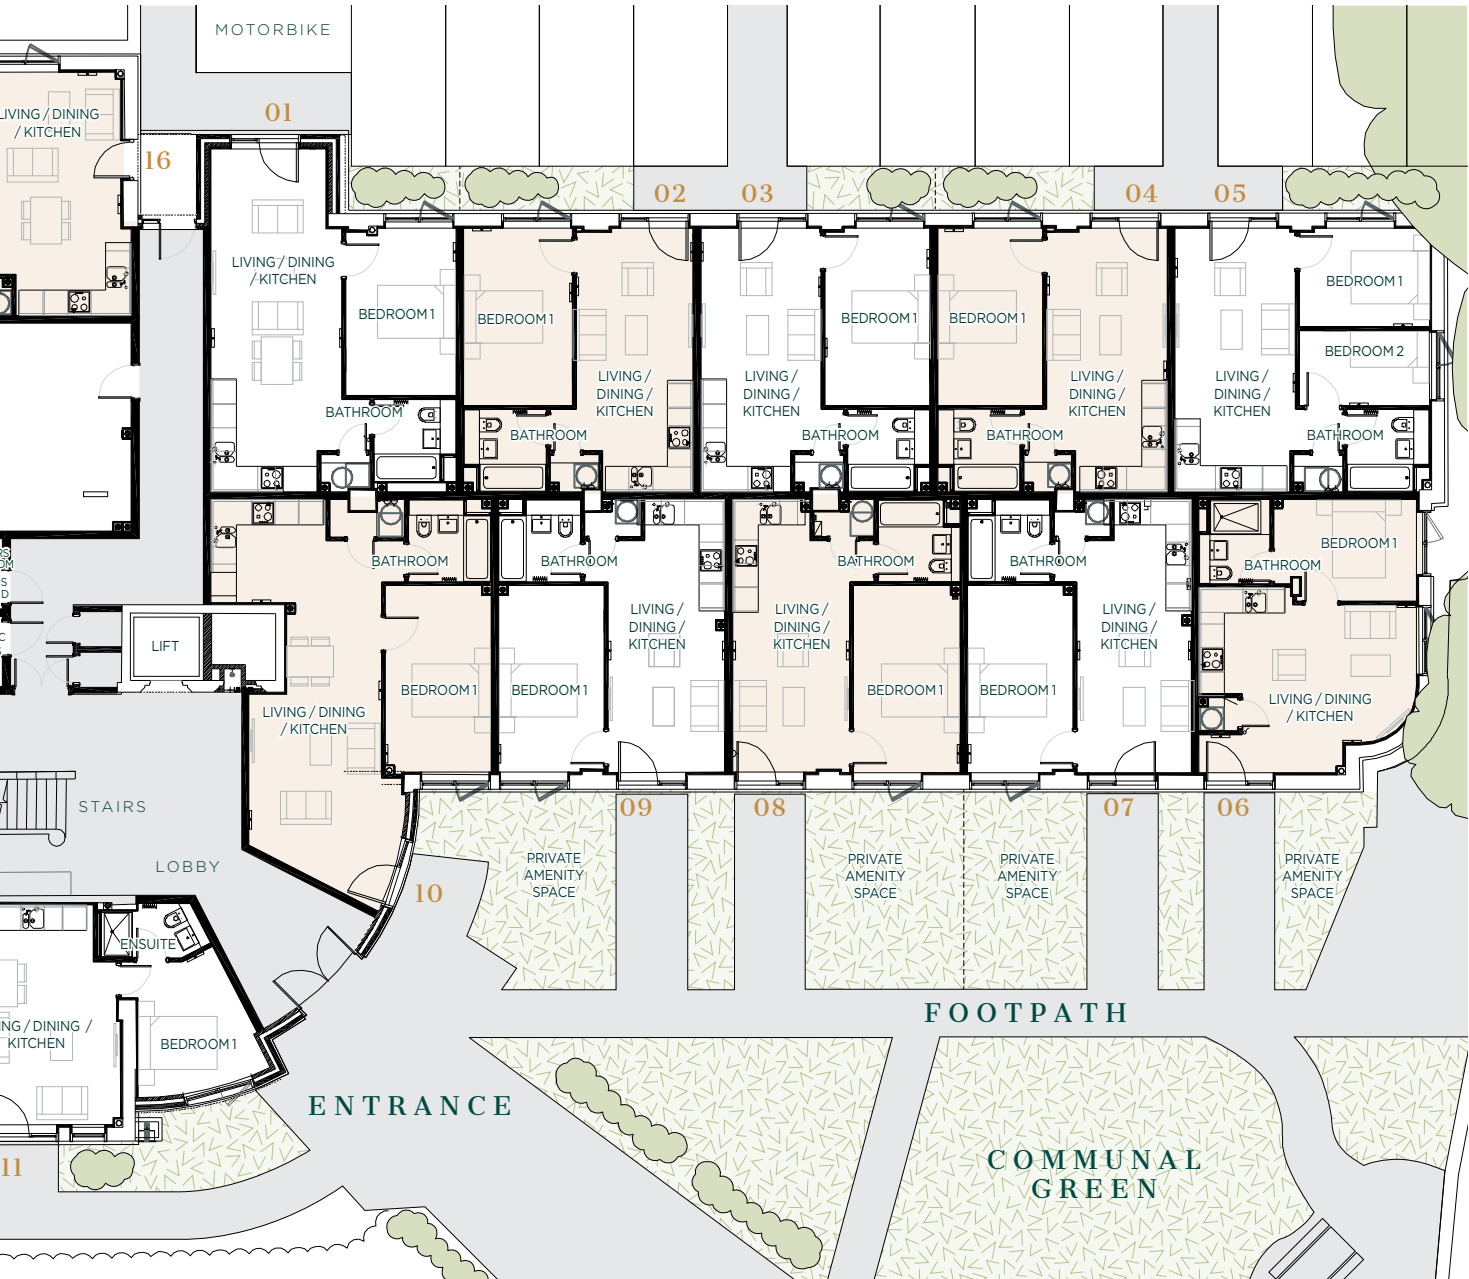 MOTORBIKE
01
LIVING / DINING
/ KITCHEN
16
02
03
04
05
LIVING / DINING
/ KITCHEN
BEDROOM 1
BATHROOM
BEDROOM 1
LIVING /
DINING /
KITCHEN
BATHROOM
LIVING /
DINING /
KITCHEN
BEDROOM 1
BATHROOM
BEDROOM 1
LIVING /
DINING /
KITCHEN
BATHROOM
LIVING /
DINING /
KITCHEN
BEDROOM 1
BEDROOM 2
BATHROOM
BATHROOM
LIVING / DINING
/ KITCHEN
BEDROOM 1
BATHROOM
LIVING /
DINING /
KITCHEN
BEDROOM 1
BATHROOM
LIVING /
DINING /
KITCHEN
BEDROOM 1
BATHROOM
LIVING /
DINING /
KITCHEN
BEDROOM 1
BATHROOM
BEDROOM 1
LIVING / DINING
/ KITCHEN
LIFT
STAIRS
LOBBY
10
09
08
07
06
PRIVATE
AMENITY
SPACE
PRIVATE
AMENITY
SPACE
PRIVATE
AMENITY
SPACE
PRIVATE
AMENITY
SPACE
ENSUITE
NG / DINING /
KITCHEN
BEDROOM 1
11
FOOTPATH
ENTRANCE
COMMUNAL
GREEN